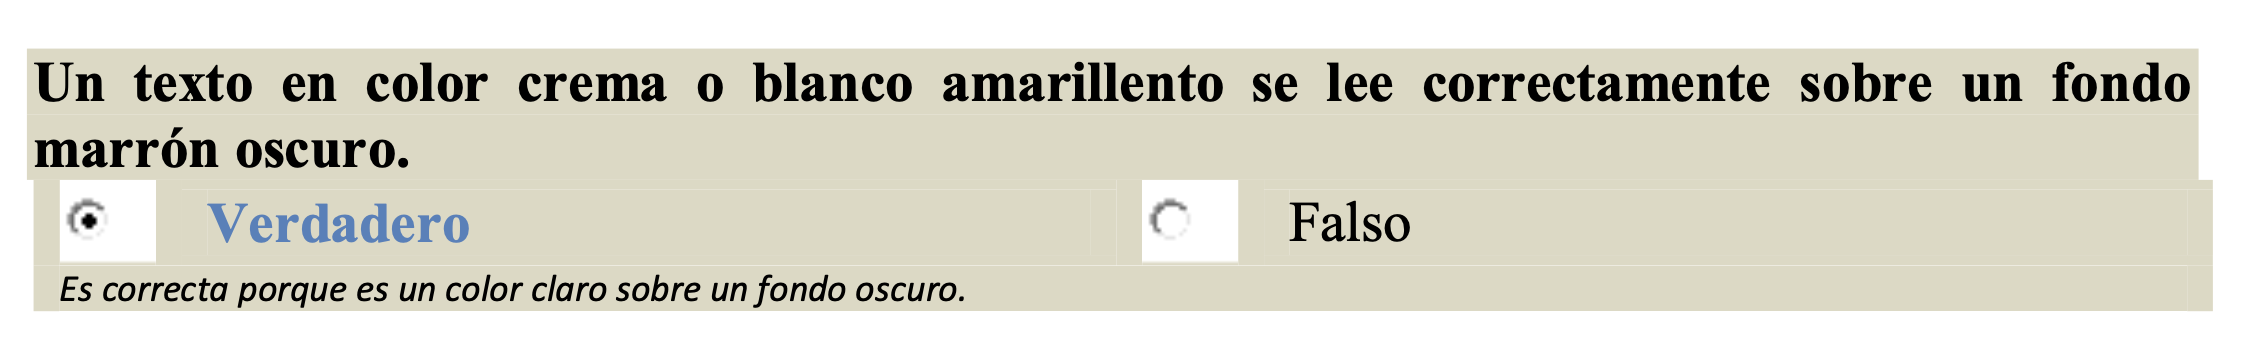 Un texto en color crema o blanco amarillento se lee correctamente sobre un fondo
marrón oscuro.
Verdadero Falso
Es correcta porque es un color claro sobre un fondo oscuro.